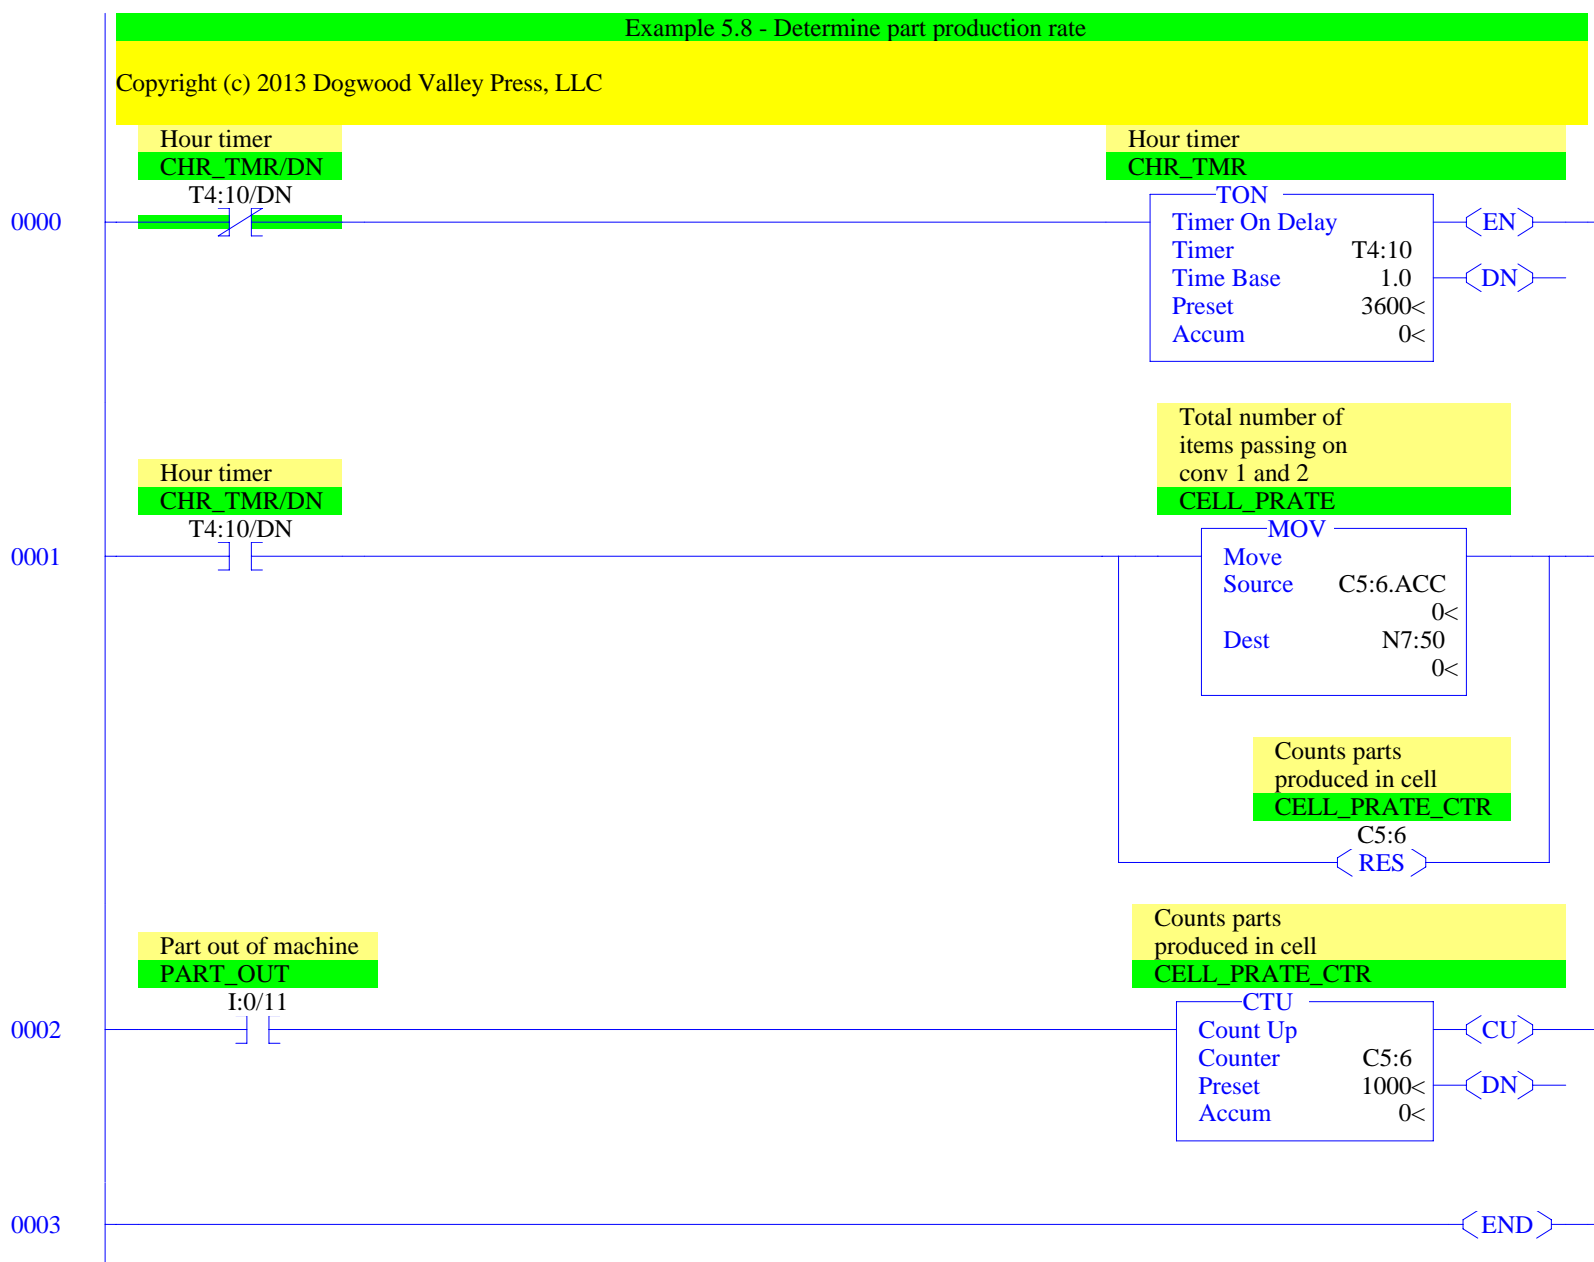 Example 5.8 - Determine part production rate
Copyright (c) 2013 Dogwood Valley Press, LLC
Hour timer
CHR_TMR/DN
T4:10/DN
0000
Hour timer
CHR_TMR
TON
Timer On Delay
Timer T4:10
Time Base 1.0
Preset 3600<
Accum 0<
EN
DN
Hour timer
CHR_TMR/DN
T4:10/DN
0001
Total number of
items passing on
conv 1 and 2
CELL_PRATE
MOV
Move
Source C5:6.ACC
0<
Dest N7:50
0<
Counts parts
produced in cell
CELL_PRATE_CTR
C5:6
RES
Part out of machine
PART_OUT
I:0/11
0002
Counts parts
produced in cell
CELL_PRATE_CTR
CTU
Count Up
Counter C5:6
Preset 1000<
Accum 0<
CU
DN
0003
END